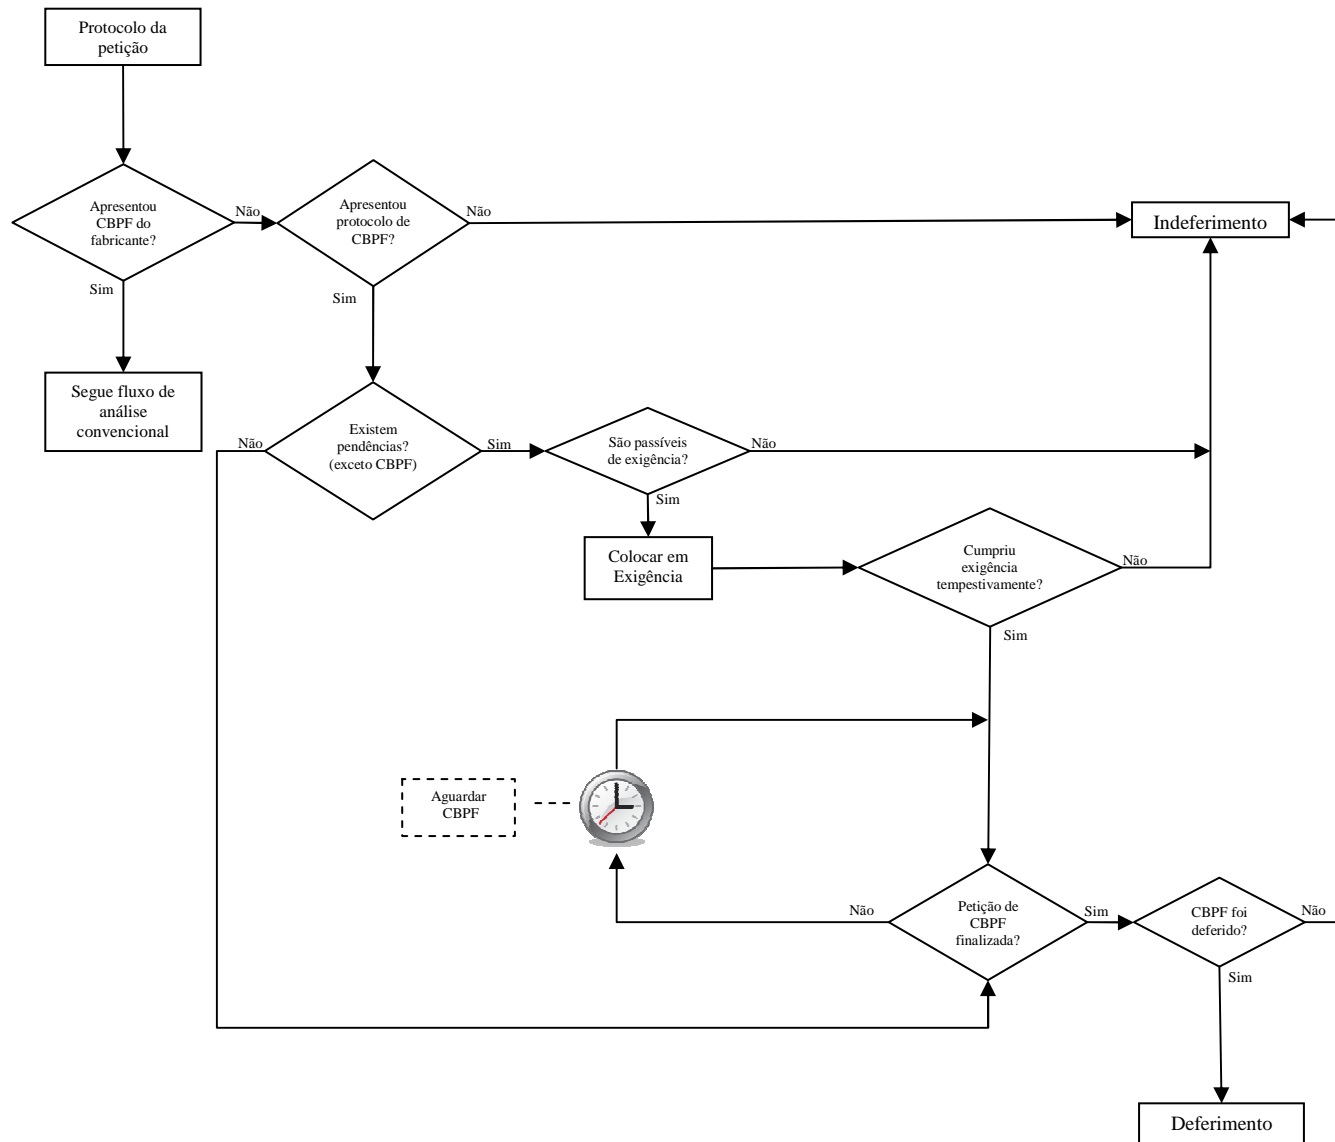 Protocolo da
petição
Apresentou
CBPF do
fabricante?
Não
Apresentou
protocolo de
CBPF?
Não
Indeferimento
Sim
Sim
Segue fluxo de
análise
convencional
Não
Existem
pendências?
(exceto CBPF)
Sim
São passíveis
de exigência?
Não
Sim
Colocar em
Exigência
Cumpriu
exigência
tempestivamente?
Não
Sim
Aguardar
CBPF
Não
Petição de
CBPF
finalizada?
Sim
CBPF foi
deferido?
Não
Sim
Deferimento